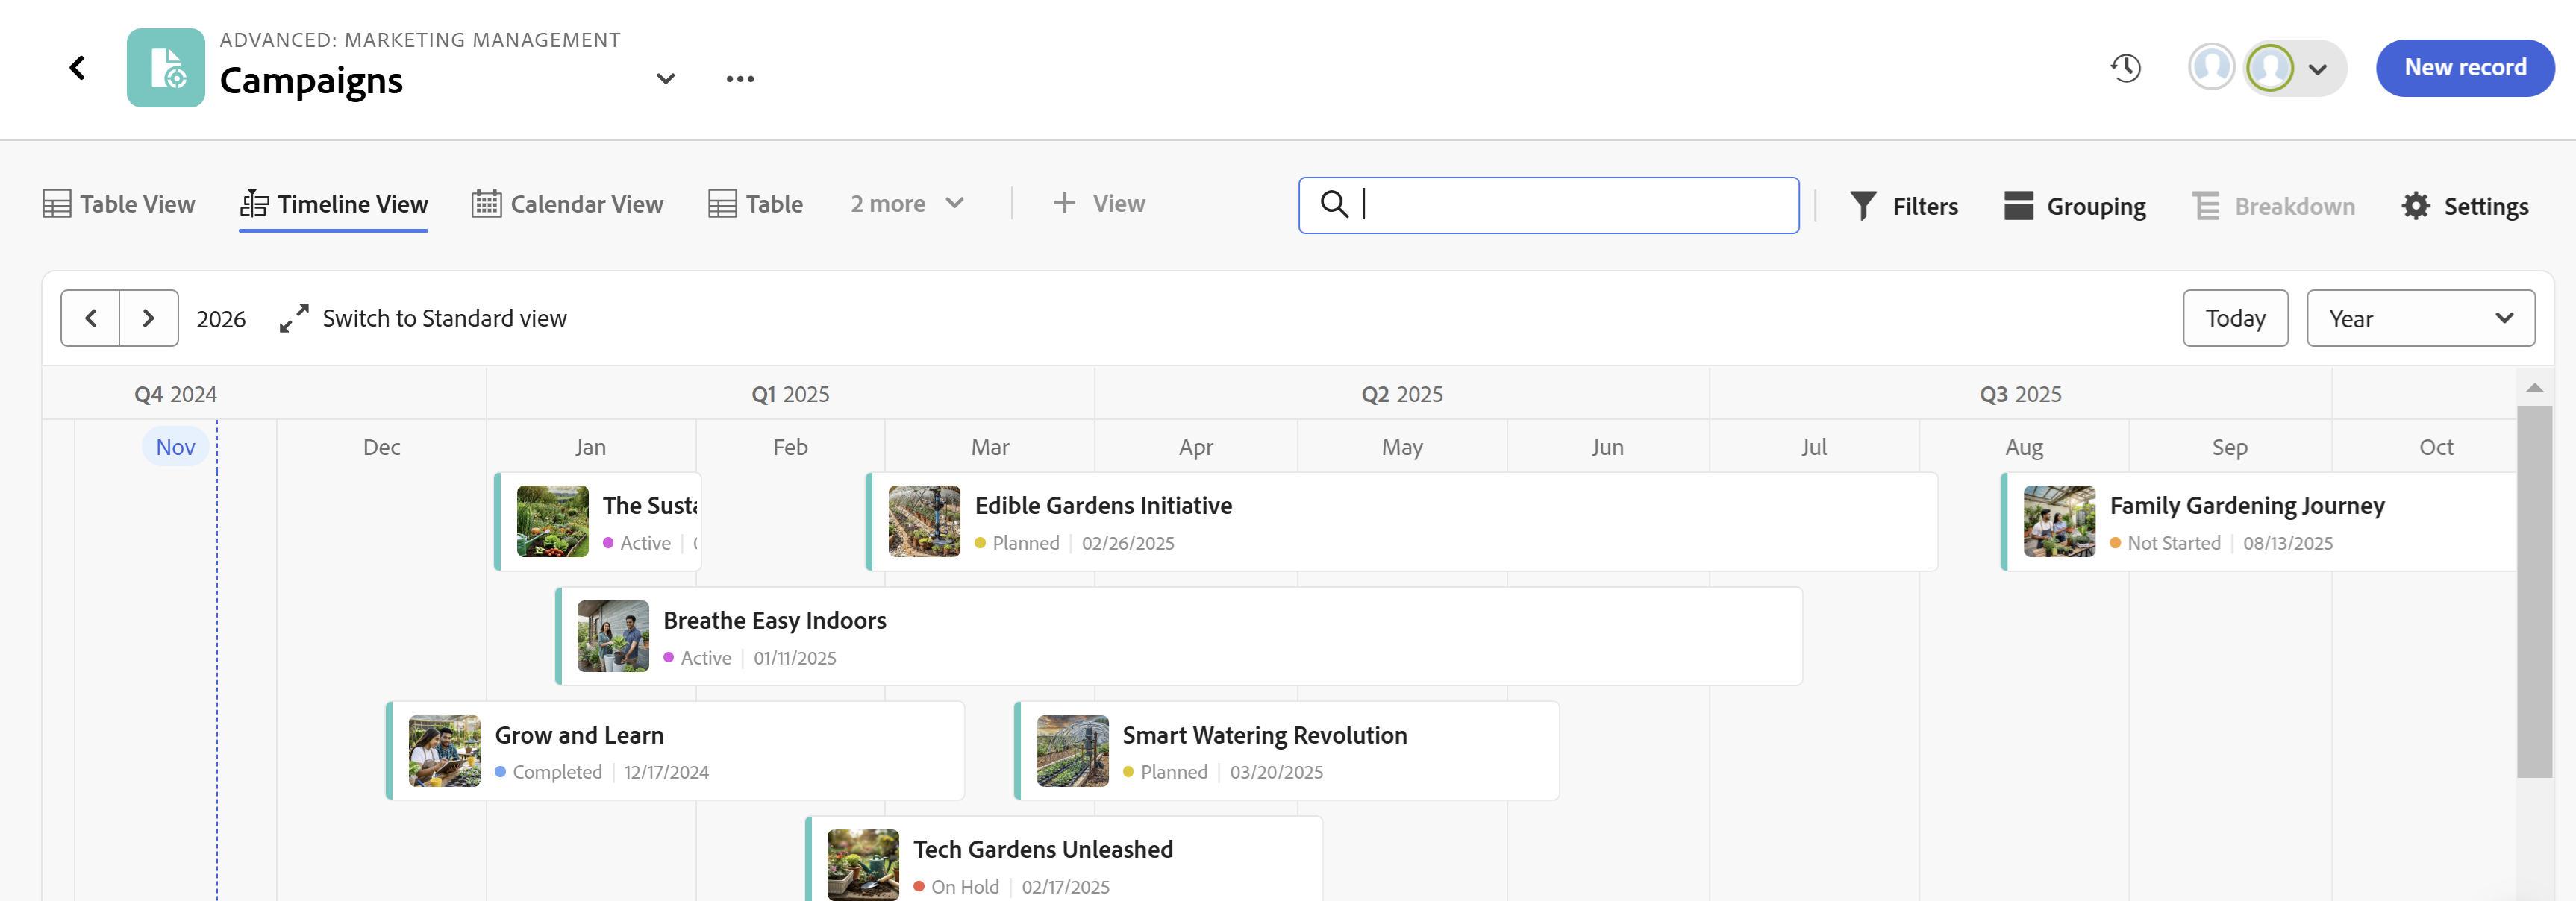 ADVANCED: MARKETING MANAGEMENT
Campaigns
New record
Table View
Timeline View
Calendar View
Table
2 more
View
Filters
Grouping
Breakdown
Settings
2026
Switch to Standard view
Today
Year
Q4 2024
Q1 2025
Q2 2025
Q3 2025
Nov
Dec
Jan
Feb
Mar
Apr
May
Jun
Jul
Aug
Sep
Oct
The
Active
Edible Gardens Initiative
Planned 02/26/2025
Family Gardening Journey
Not Started 08/13/2025
Breathe Easy Indoors
Active 01/11/2025
Grow and Learn
Completed 12/17/2024
Smart Watering Revolution
Planned 03/20/2025
Tech Gardens Unleashed
On Hold 02/17/2025